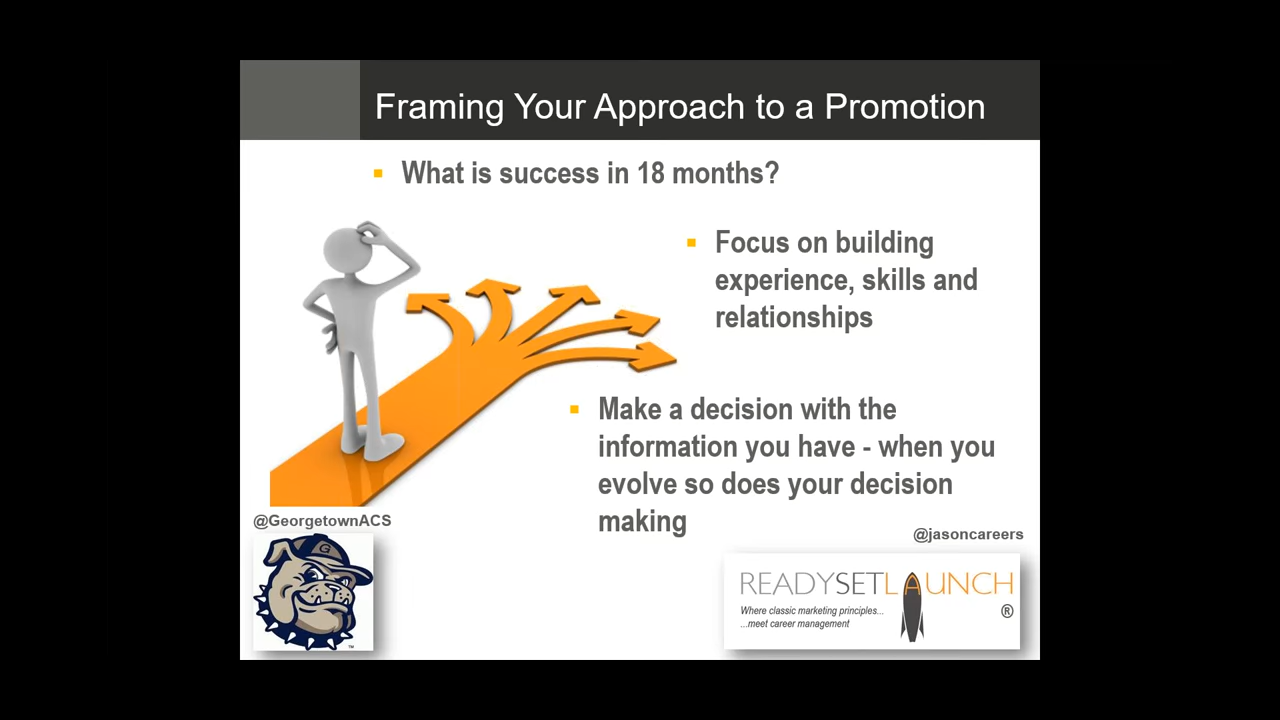 Framing Your Approach to a Promotion
What is success in 18 months?
Focus on building
experience, skills and
relationships
Make a decision with the
information you have - when you
evolve so does your decision
making
@GeorgetownACS
@jasoncareers
G
TM
READYSETLAUNCH
®
Where classic marketing principles...
...meet career management